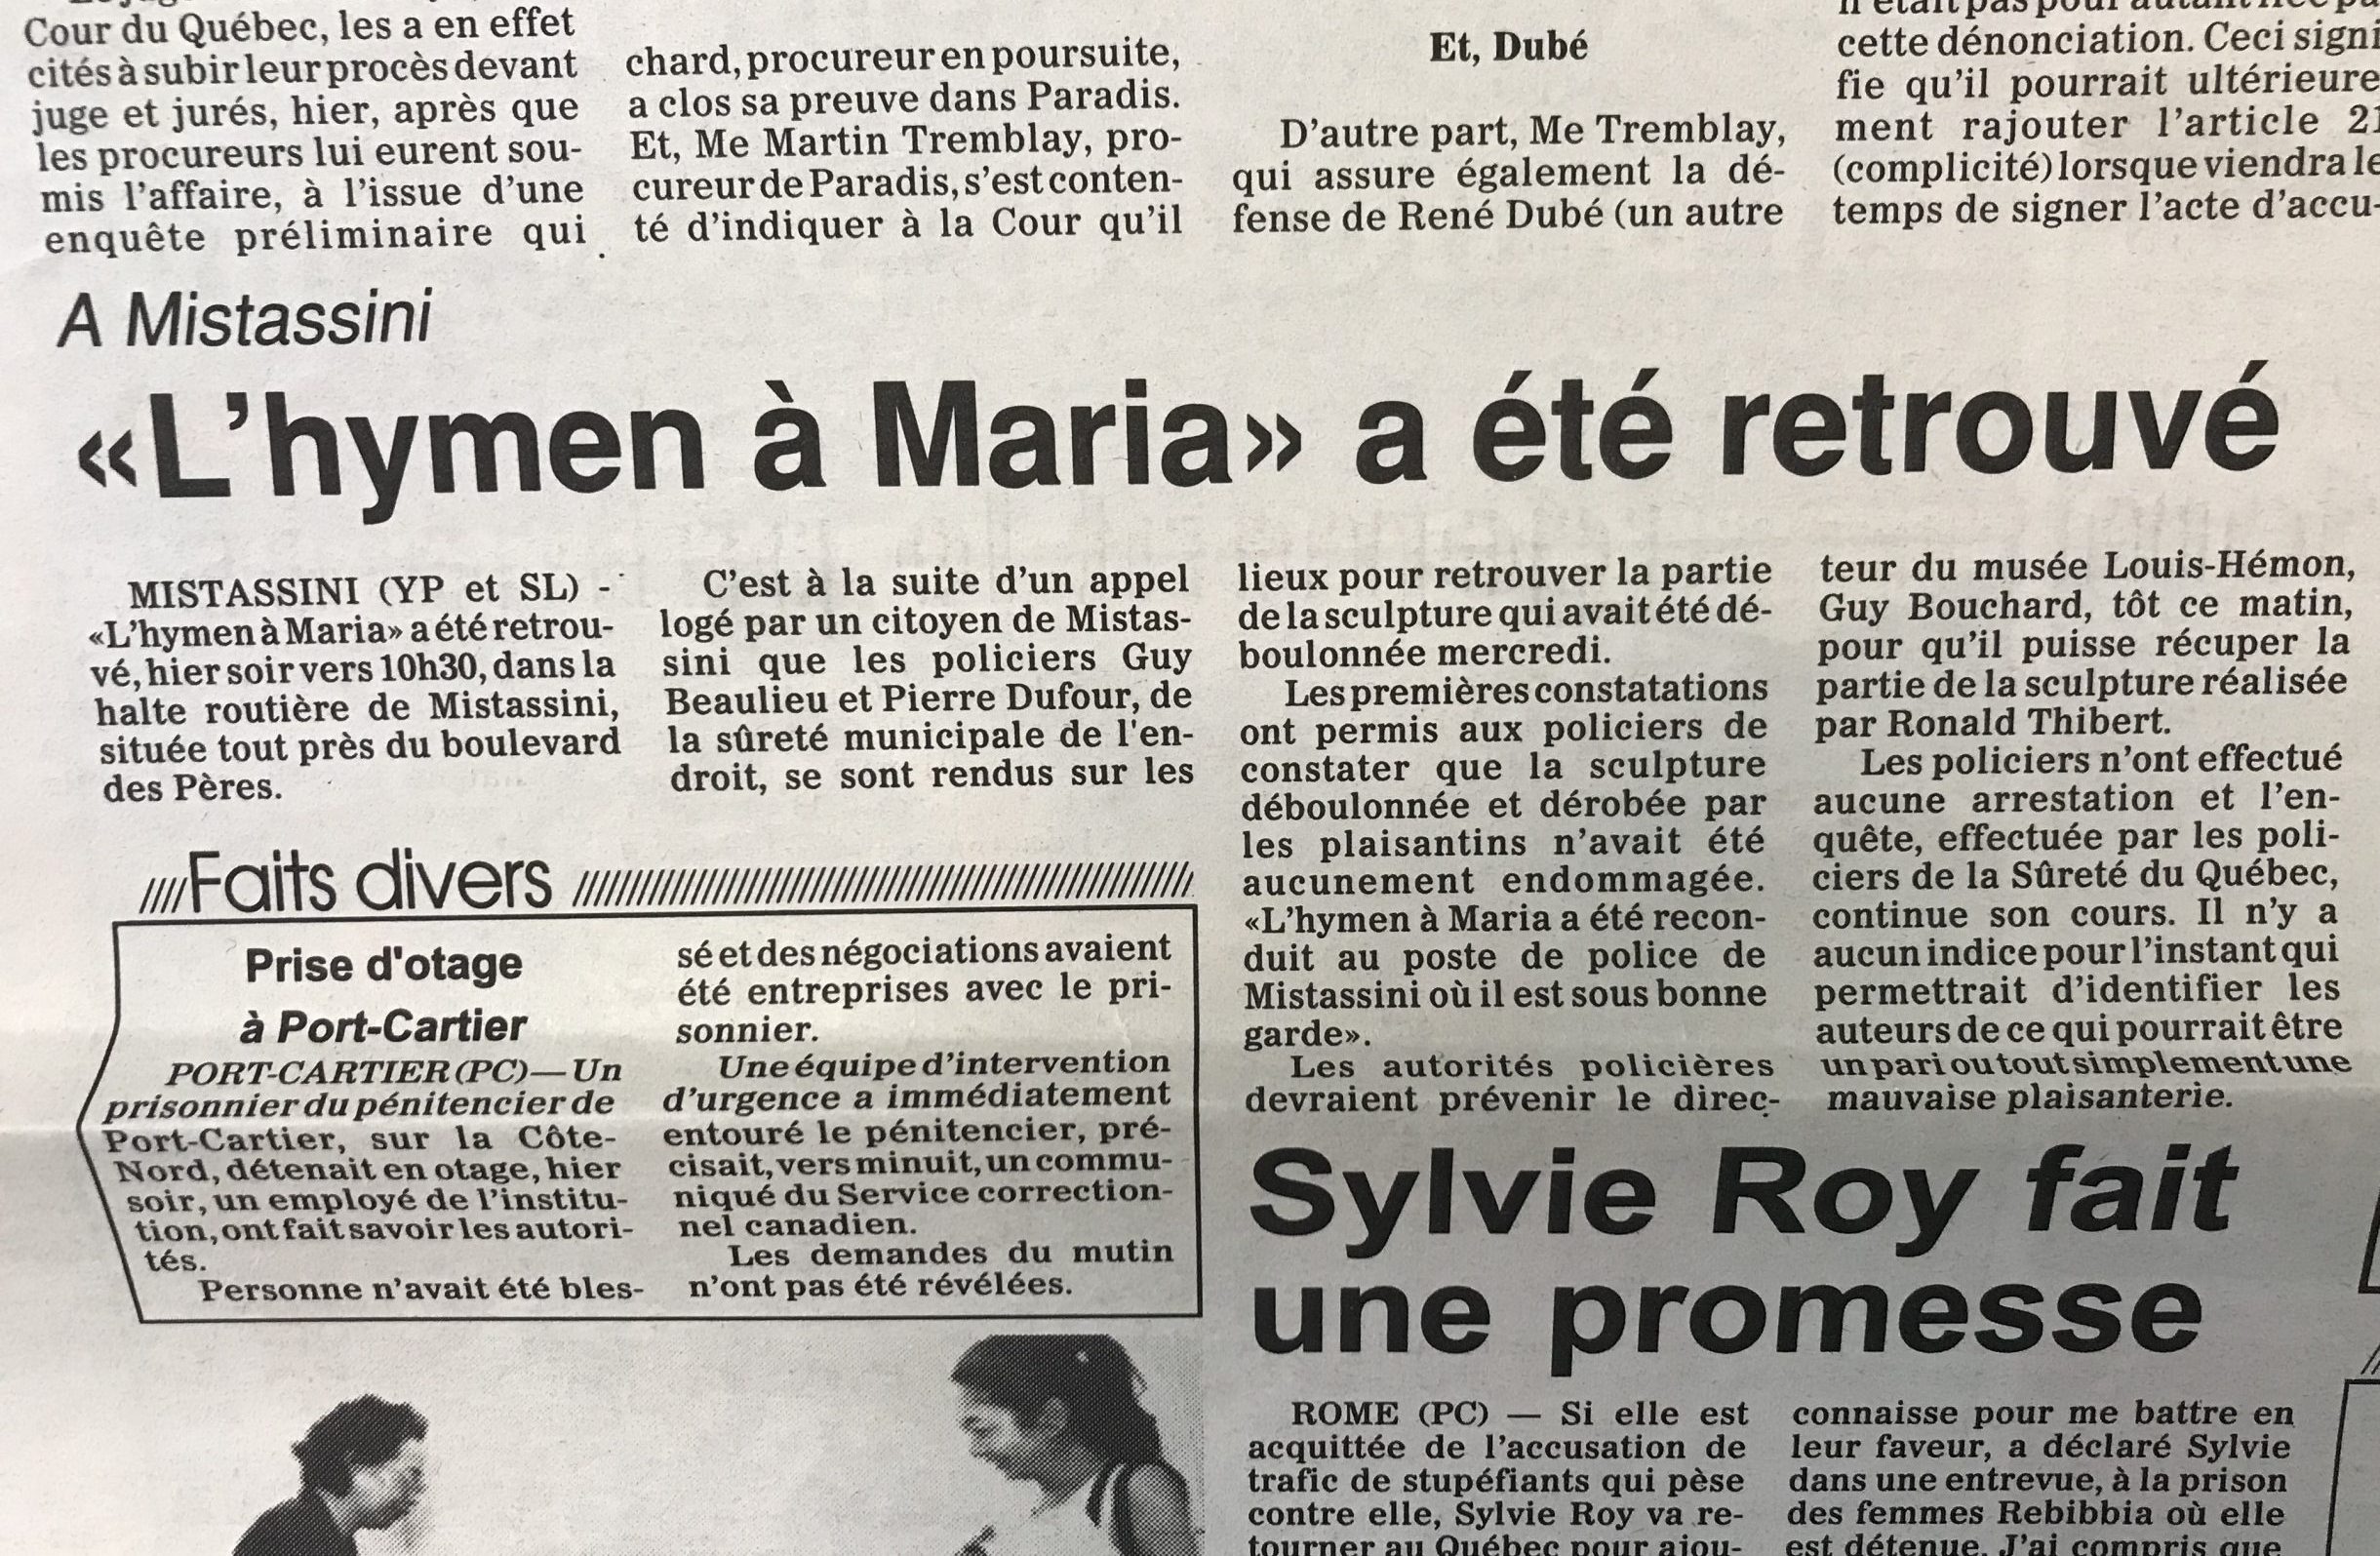 Cour du Québec, les a en effet
cités à subir leur procès devant
juge et jurés, hier, après que
les procureurs lui eurent sou-
mis l'affaire, à l'issue d'une
enquête préliminaire qui
chard, procureur en poursuite,
a clos sa preuve dans Paradis.
Et, Me Martin Tremblay, pro-
cureur de Paradis, s'est conten-
té d'indiquer à la Cour qu'il
Et, Dubé
D'autre part, Me Tremblay,
qui assure également la dé-
fense de René Dubé (un autre
cette dénonciation. Ceci signi
fie qu'il pourrait ultérieure
ment rajouter l'article 21
(complicité) lorsque viendra le
temps de signer l'acte d'accu-
A Mistassini
«L'hymen à Maria» a été retrouvé
MISTASSINI (YP et SL) -
«L'hymen à Maria» a été retrou-
vé, hier soir vers 10h30, dans la
halte routière de Mistassini,
située tout près du boulevard
des Pères.
C'est à la suite d'un appel
logé par un citoyen de Mistas-
sini que les policiers Guy
Beaulieu et Pierre Dufour, de
la sûreté municipale de l'en-
droit, se sont rendus sur les
lieux pour retrouver la partie
de la sculpture qui avait été dé-
boulonnée mercredi.
Les premières constatations
ont permis aux policiers de
constater que la sculpture
déboulonnée et dérobée par
les plaisantins n'avait été
aucunement endommagée.
«L'hymen à Maria a été recon-
duit au poste de police de
Mistassini où il est sous bonne
garde».
Les autorités policières
devraient prévenir le direc-
teur du musée Louis-Hémon,
Guy Bouchard, tôt ce matin,
pour qu'il puisse récuper la
partie de la sculpture réalisée
par Ronald Thibert.
Les policiers n'ont effectué
aucune arrestation et l'en-
quête, effectuée par les poli-
ciers de la Sûreté du Québec,
continue son cours. Il n'y a
aucun indice pour l'instant qui
permettrait d'identifier les
auteurs de ce qui pourrait être
un pari ou tout simplement une
mauvaise plaisanterie.
Faits divers
Prise d'otage
à Port-Cartier
PORT-CARTIER (PC) — Un
prisonnier du pénitencier de
Port-Cartier, sur la Côte-
Nord, détenait en otage, hier
soir, un employé de l'institu-
tion, ont fait savoir les autori-
tés.
Personne n'avait été bles-
sé et des négociations avaient
été entreprises avec le pri-
sonnier.
Une équipe d'intervention
d'urgence a immédiatement
entouré le pénitencier, pré-
cisait, vers minuit, un commu-
niqué du Service correction-
nel canadien.
Les demandes du mutin
n'ont pas été révélées.
Sylvie Roy fait
une promesse
ROME (PC) — Si elle est
acquittée de l'accusation de
trafic de stupéfiants qui pèse
contre elle, Sylvie Roy va re-
tourner au Québec pour ajou-
connaisse pour me battre en
leur faveur, a déclaré Sylvie
dans une entrevue, à la prison
des femmes Rebibbia où elle
est détenue. J'ai compris que